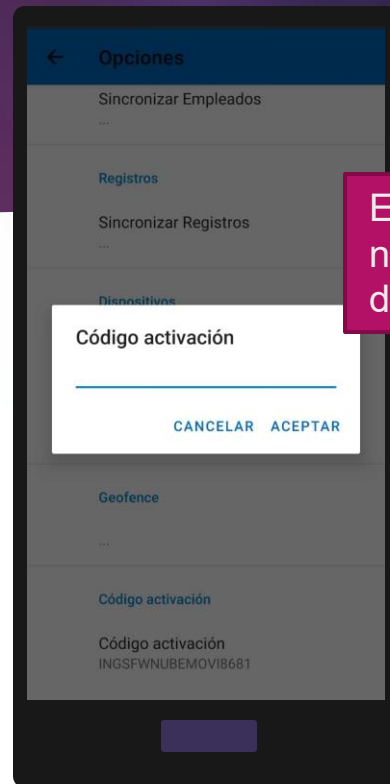 Opciones
Sincronizar Empleados
...
Registros
Sincronizar Registros
...
Dispositivos
Código activación
CANCELAR ACEPTAR
Geofence
...
Código activación
Código activación
INGSFWNUBEMOVI8681